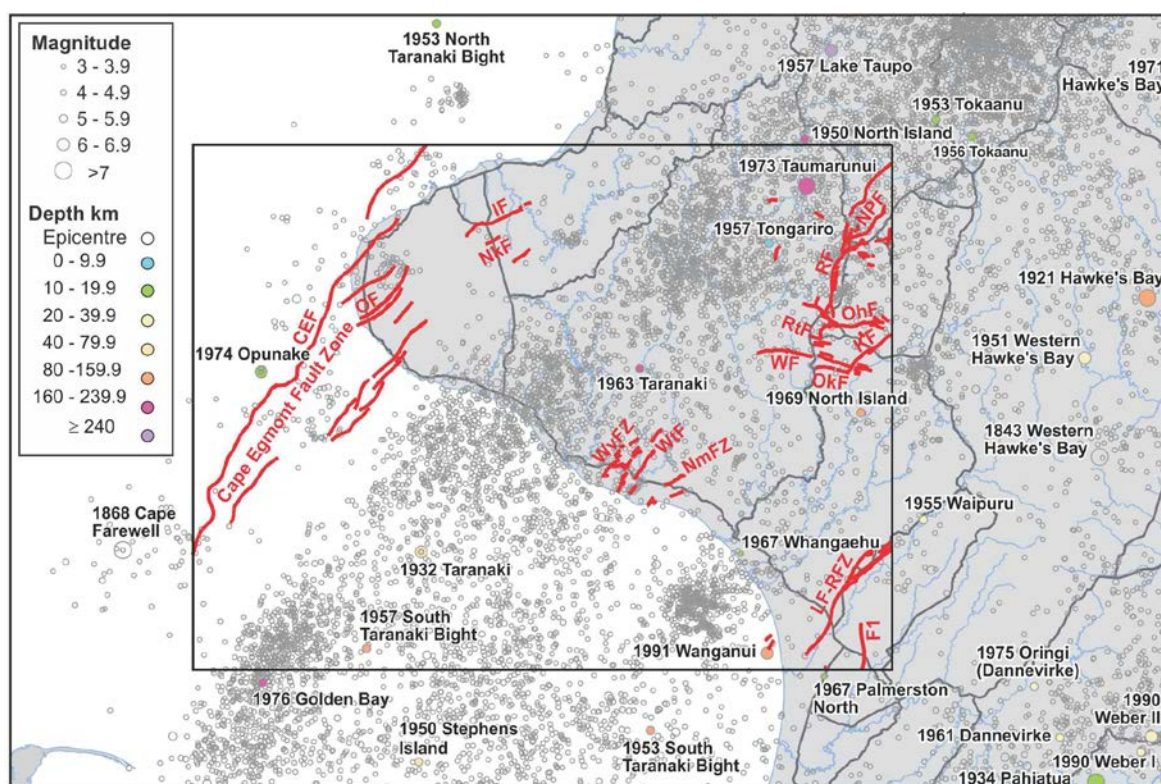 Magnitude
3 - 3.9
4 - 4.9
5 - 5.9
6 - 6.9
>7
Depth km
Epicentre
0 - 9.9
10 - 19.9
20 - 39.9
40 - 79.9
80 -159.9
160 - 239.9
≥ 240
1953 North
Taranaki Bight
1957 Lake Taupo
1971
Hawke's Bay
1953 Tokaanu
1950 North Island
1956 Tokaanu
1973 Taumarunui
IF
NkF
1957 Tongariro
NPF
RF
1921 Hawke's Bay
CEF
OF
Cape Egmont Fault Zone
1974 Opunake
OhF
RtF
KF
WF
OkF
1951 Western
Hawke's Bay
1963 Taranaki
1969 North Island
1843 Western
Hawke's Bay
WvFZ
WtF
NmFZ
1868 Cape
Farewell
1955 Waipuru
1932 Taranaki
1967 Whangaehu
LF-RFZ
F1
1957 South
Taranaki Bight
1991 Wanganui
1975 Oringi
(Dannevirke)
1976 Golden Bay
1967 Palmerston
North
1950 Stephens
Island
1953 South
Taranaki Bight
1990
Weber II
1961 Dannevirke
1990 Weber I
1934 Pahiatua